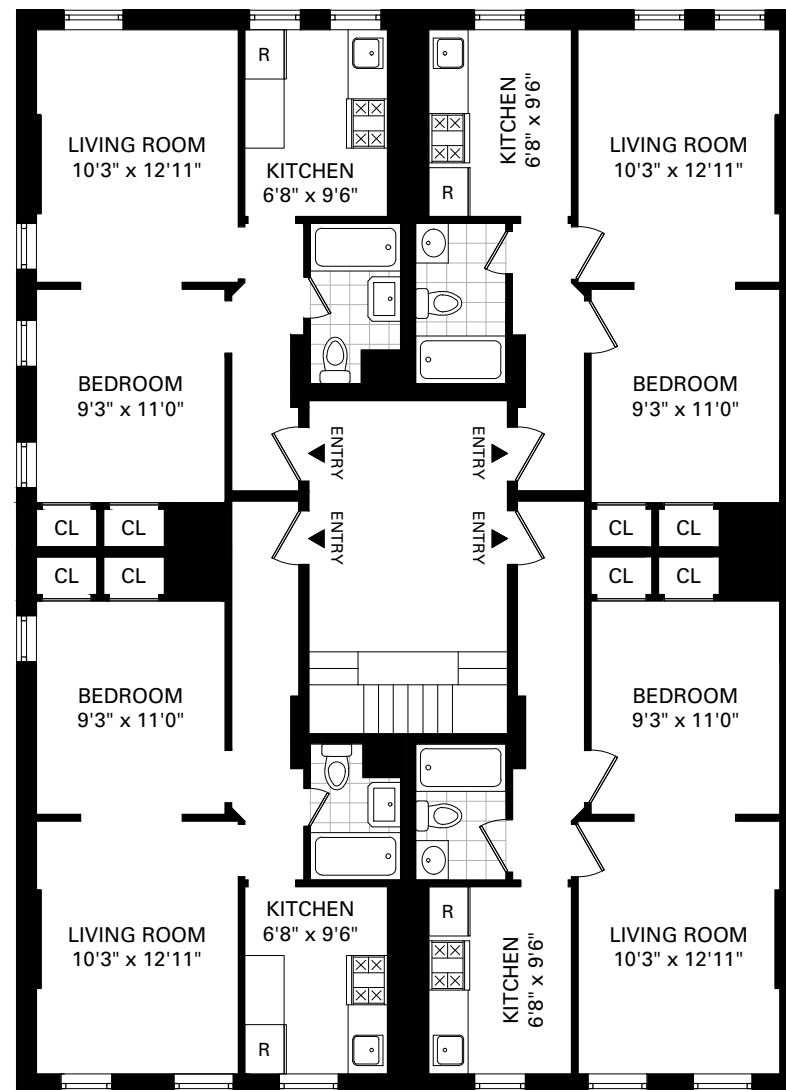 R
LIVING ROOM
10'3" x 12'11"
KITCHEN
6'8" x 9'6"
KITCHEN
6'8" x 9'6"
R
LIVING ROOM
10'3" x 12'11"
BEDROOM
9'3" x 11'0"
BEDROOM
9'3" x 11'0"
ENTRY
ENTRY
ENTRY
ENTRY
CL
CL
CL
CL
CL
CL
CL
CL
BEDROOM
9'3" x 11'0"
BEDROOM
9'3" x 11'0"
LIVING ROOM
10'3" x 12'11"
KITCHEN
6'8" x 9'6"
R
R
KITCHEN
6'8" x 9'6"
LIVING ROOM
10'3" x 12'11"